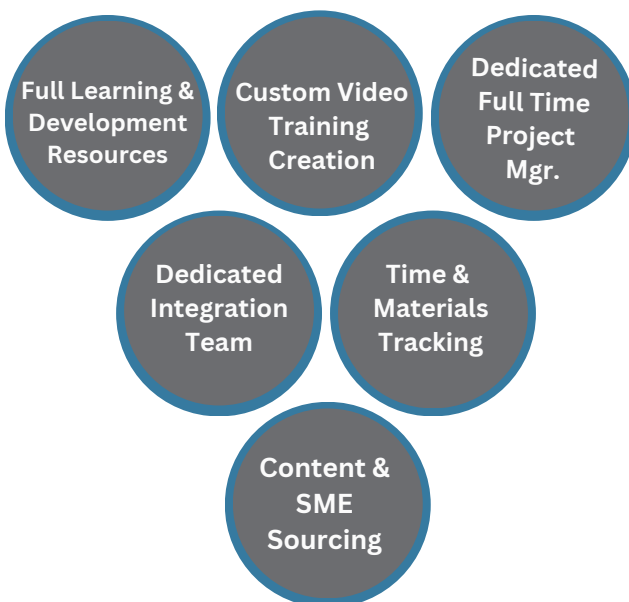 Full Learning &
Development
Resources
Custom Video
Training
Creation
Dedicated
Full Time
Project
Mgr.
Dedicated
Integration
Team
Time &
Materials
Tracking
Content &
SME
Sourcing